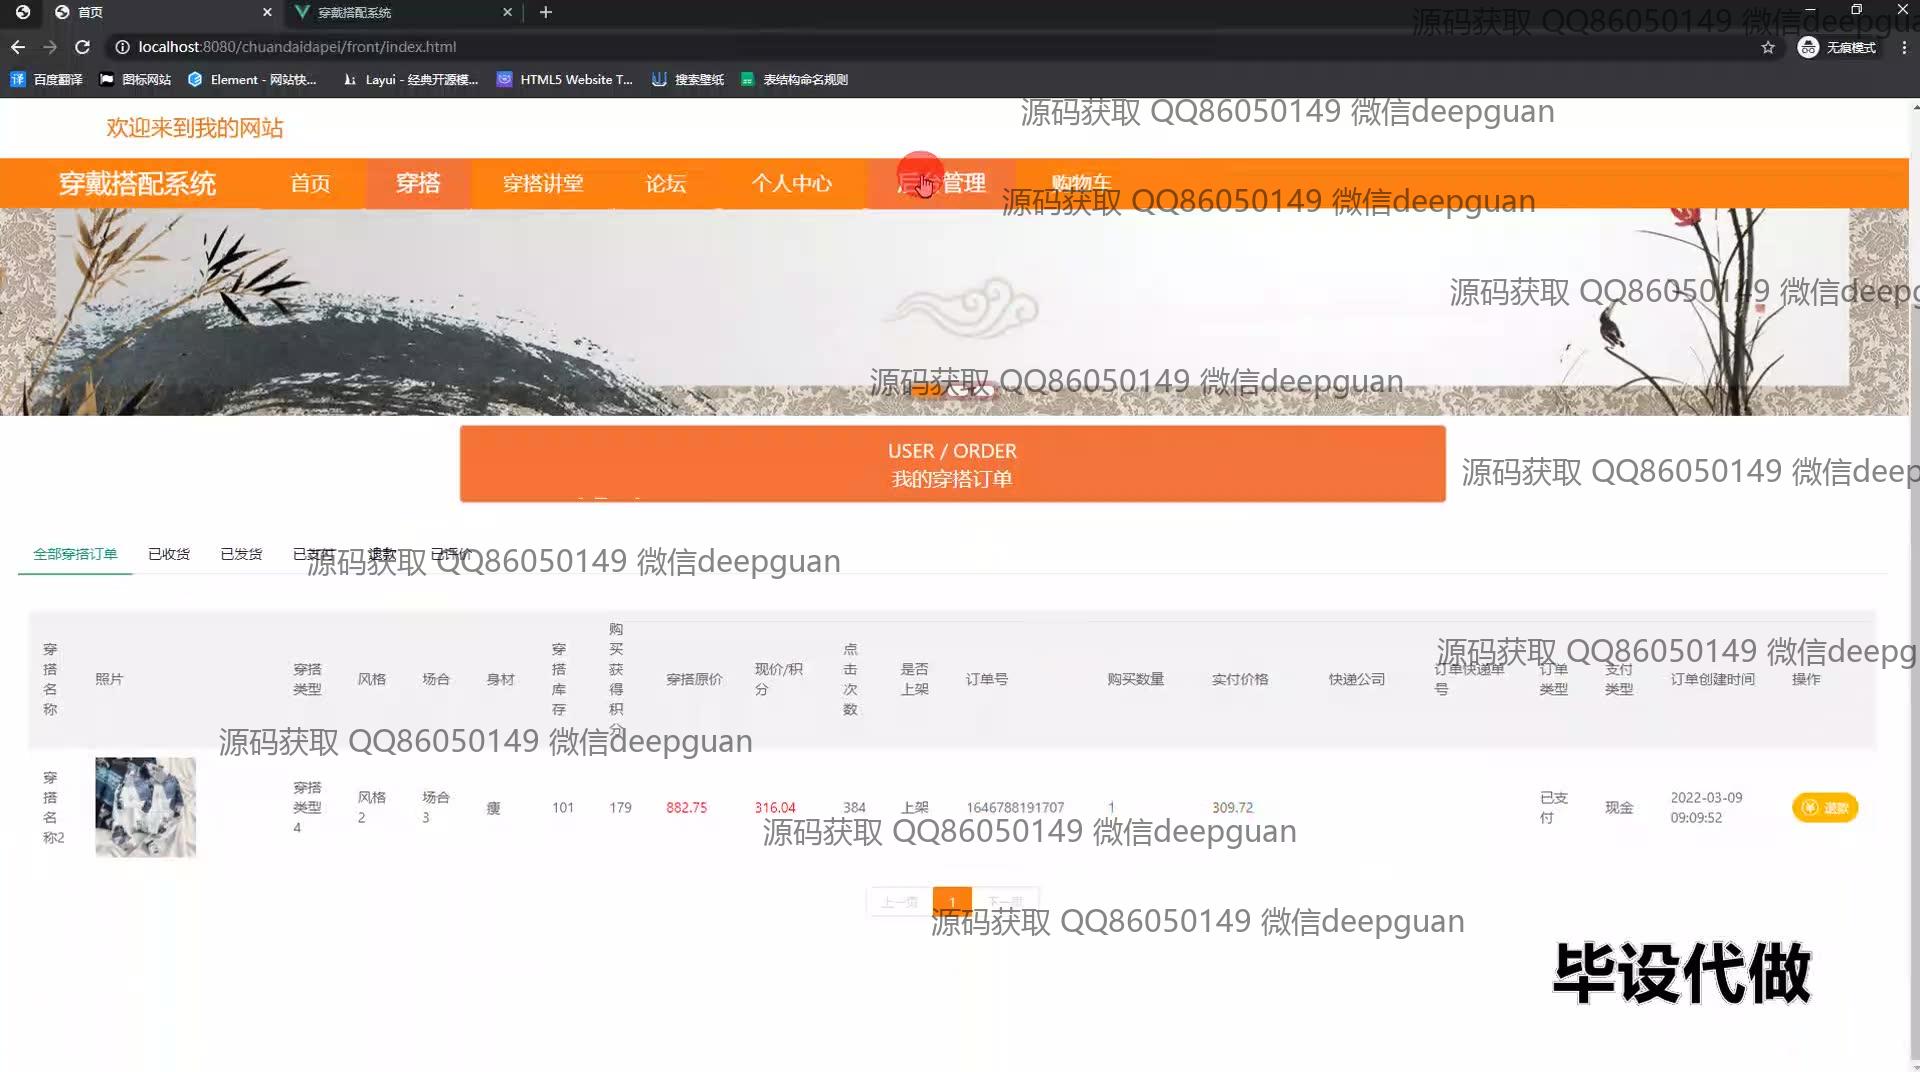 首页
穿戴搭配系统
localhost:8080/chuandaidapei/front/index.html
无痕模式
百度翻译
图标网站
Element - 网站快...
Layui - 经典开源模...
HTML5 Website T...
搜索壁纸
表结构命名规则
源码获取 QQ86050149 微信deepgua
源码获取 QQ86050149 微信deepguan
欢迎来到我的网站
穿戴搭配系统
首页
穿搭
穿搭讲堂
论坛
个人中心
后台管理
购物车
源码获取 QQ86050149 微信deepguan
源码获取 QQ86050149 微信deepg
源码获取 QQ86050149 微信deepguan
USER / ORDER
我的穿搭订单
源码获取 QQ86050149 微信deep
全部穿搭订单
已收货
已发货
已支付
退款
已评价
源码获取 QQ86050149 微信deepguan
源码获取 QQ86050149 微信deepg
穿搭名称
照片
穿搭类型
风格
场合
身材
穿搭库存
购买获得积分
穿搭原价
现价/积分
点击次数
是否上架
订单号
购买数量
实付价格
快递公司
订单快递单号
订单类型
支付类型
订单创建时间
操作
源码获取 QQ86050149 微信deepguan
穿搭名称2
穿搭类型4
风格2
场合3
瘦
101
179
882.75
316.04
384
上架
1646788191707
1
309.72
已支付
现金
2022-03-09 09:09:52
退款
源码获取 QQ86050149 微信deepguan
上一页
1
下一页
源码获取 QQ86050149 微信deepguan
毕设代做